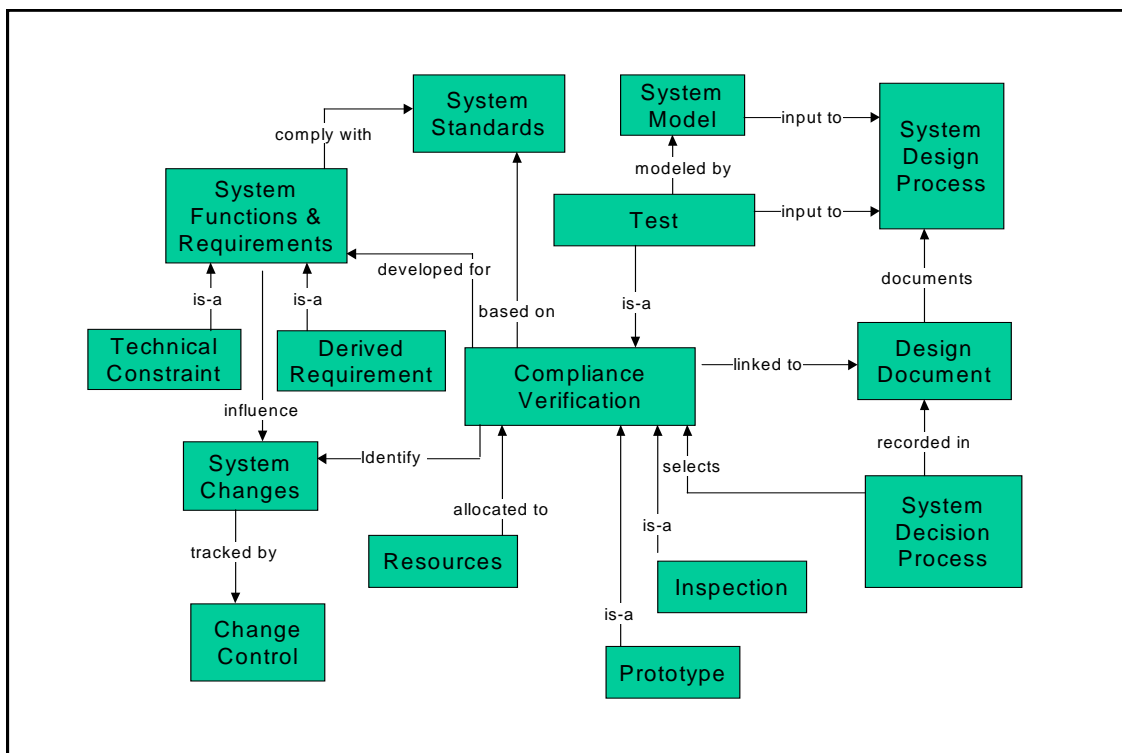 System
Standards
System
Model
input to
System
Design
Process
comply with
modeled by
System
Functions &
Requirements
Test
input to
developed for
documents
is-a
is-a
is-a
based on
Technical
Constraint
Derived
Requirement
Compliance
Verification
linked to
Design
Document
influence
recorded in
System
Changes
Identify
selects
allocated to
System
Decision
Process
is-a
tracked by
Resources
Inspection
is-a
Change
Control
Prototype